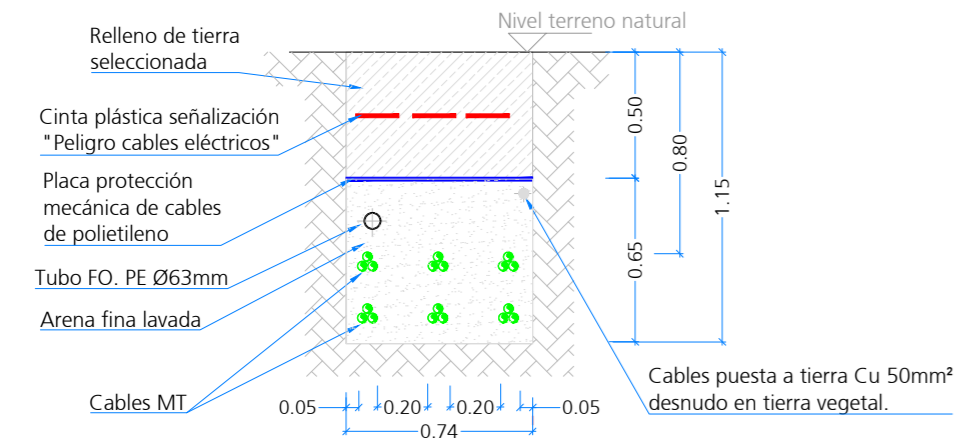 Nivel terreno natural
Relleno de tierra
seleccionada
Cinta plástica señalización
"Peligro cables eléctricos"
Placa protección
mecánica de cables
de polietileno
Tubo FO. PE Ø63mm
Arena fina lavada
Cables MT
0.50
0.80
1.15
0.65
Cables puesta a tierra Cu 50mm²
desnudo en tierra vegetal.
0.05
0.20
0.20
0.05
0.74